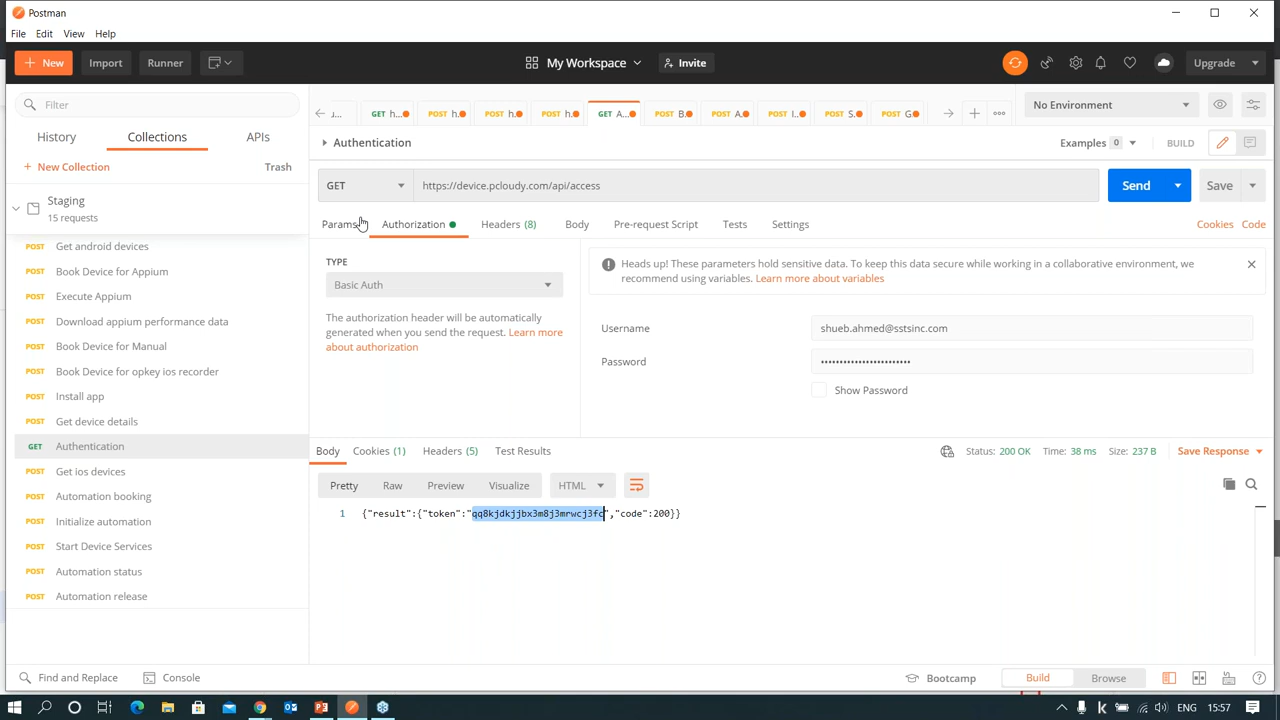 Postman
File Edit View Help
New Import Runner My Workspace Invite Upgrade
Filter
GET h... POST h. POST h. POST h. GET A... POST B. POST A. POST I.. POST S. POST G
No Environment
History Collections APIs
Authentication
Examples 0 BUILD
+ New Collection Trash
GET https://device.pcloudy.com/api/access Send Save
Staging
15 requests
Params Authorization Headers (8) Body Pre-request Script Tests Settings Cookies Code
POST Get android devices
POST Book Device for Appium
POST Execute Appium
POST Download appium performance data
POST Book Device for Manual
POST Book Device for opkey ios recorder
POST Install app
POST Get device details
GET Authentication
POST Get ios devices
POST Automation booking
POST Initialize automation
POST Start Device Services
POST Automation status
POST Automation release
TYPE
Basic Auth
The authorization header will be automatically
generated when you send the request. Learn more
about authorization
Heads up! These parameters hold sensitive data. To keep this data secure while working in a collaborative environment, we
recommend using variables. Learn more about variables
Username shueb.ahmed@sstsinc.com
Password ••••••••••••••••••••••••
Show Password
Body Cookies (1) Headers (5) Test Results Status: 200 OK Time: 38 ms Size: 237 B Save Response
Pretty Raw Preview Visualize HTML
1 {"result":{"token":"qq8kjdkjjbx3m8j3mrwcj3fc","code":200}}
Find and Replace Console Bootcamp Build Browse
ENG 15:57